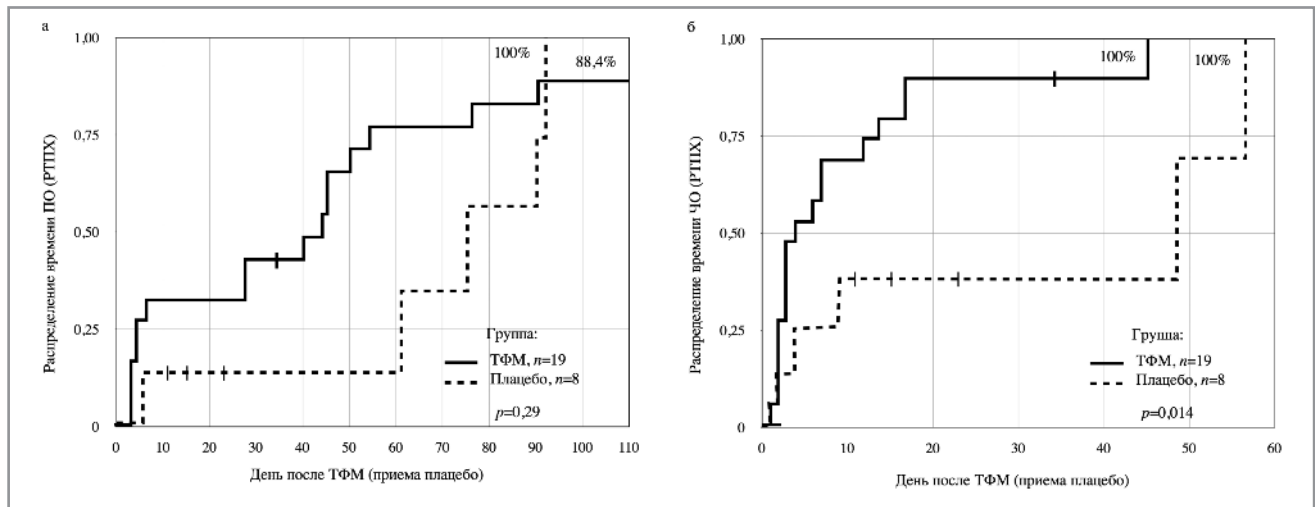 а
1,00
0,75
0,50
0,25
0
Распределение времени ПО (РТПХ)
100%
88,4%
Группа:
ТФМ, n=19
Плацебо, n=8
p=0,29
0 10 20 30 40 50 60 70 80 90 100 110
День после ТФМ (приема плацебо)
б
1,00
0,75
0,50
0,25
0
Распределение времени ЧО (РТПХ)
100%
100%
Группа:
ТФМ, n=19
Плацебо, n=8
p=0,014
0 10 20 30 40 50 60
День после ТФМ (приема плацебо)